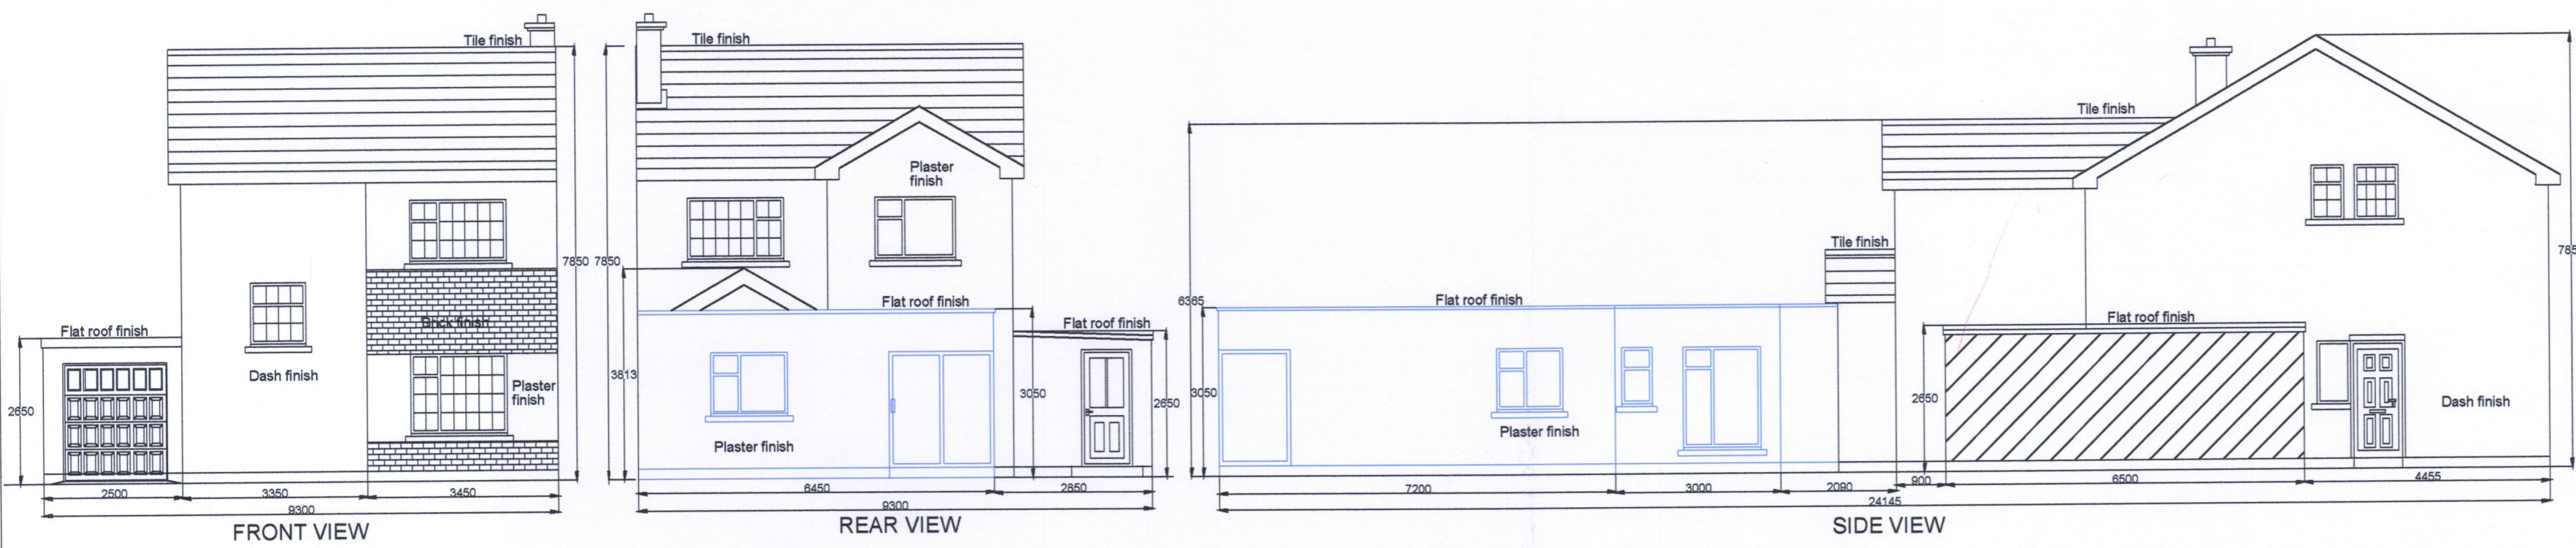 Tile finish
Flat roof finish
Brick finish
Dash finish
Plaster
finish
7850
2650
2500
3350
3450
9300
FRONT VIEW
Tile finish
Plaster
finish
7850
Flat roof finish
Flat roof finish
3813
3050
2650
Plaster finish
6450
2850
9300
REAR VIEW
Tile finish
Tile finish
6365
Flat roof finish
Flat roof finish
3050
2650
785
Plaster finish
Dash finish
7200
3000
2090
900
6500
4455
24145
SIDE VIEW